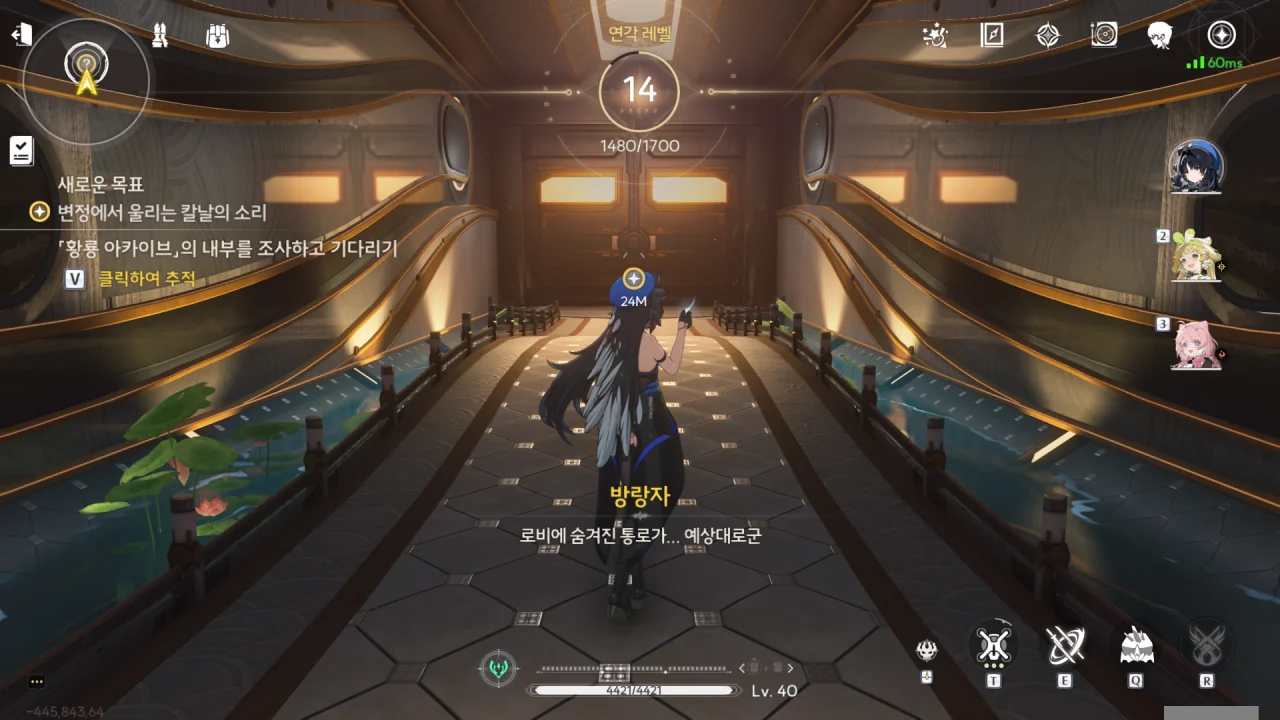 연각 레벨
14
1480/1700
60ms
새로운 목표
변정에서 울리는 칼날의 소리
「황룡 아카이브」의 내부를 조사하고 기다리기
V 클릭하여 추적
24M
2
3
방랑자
로비에 숨겨진 통로가... 예상대로군
4421/4421
Lv. 40
T
E
Q
R
-445,843,64